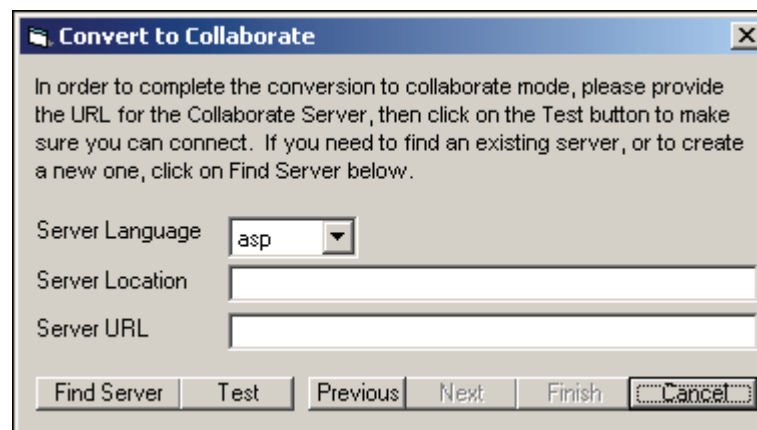 Convert to Collaborate
In order to complete the conversion to collaborate mode, please provide
the URL for the Collaborate Server, then click on the Test button to make
sure you can connect. If you need to find an existing server, or to create
a new one, click on Find Server below.
Server Language asp
Server Location
Server URL
Find Server Test Previous Next Finish Cancel